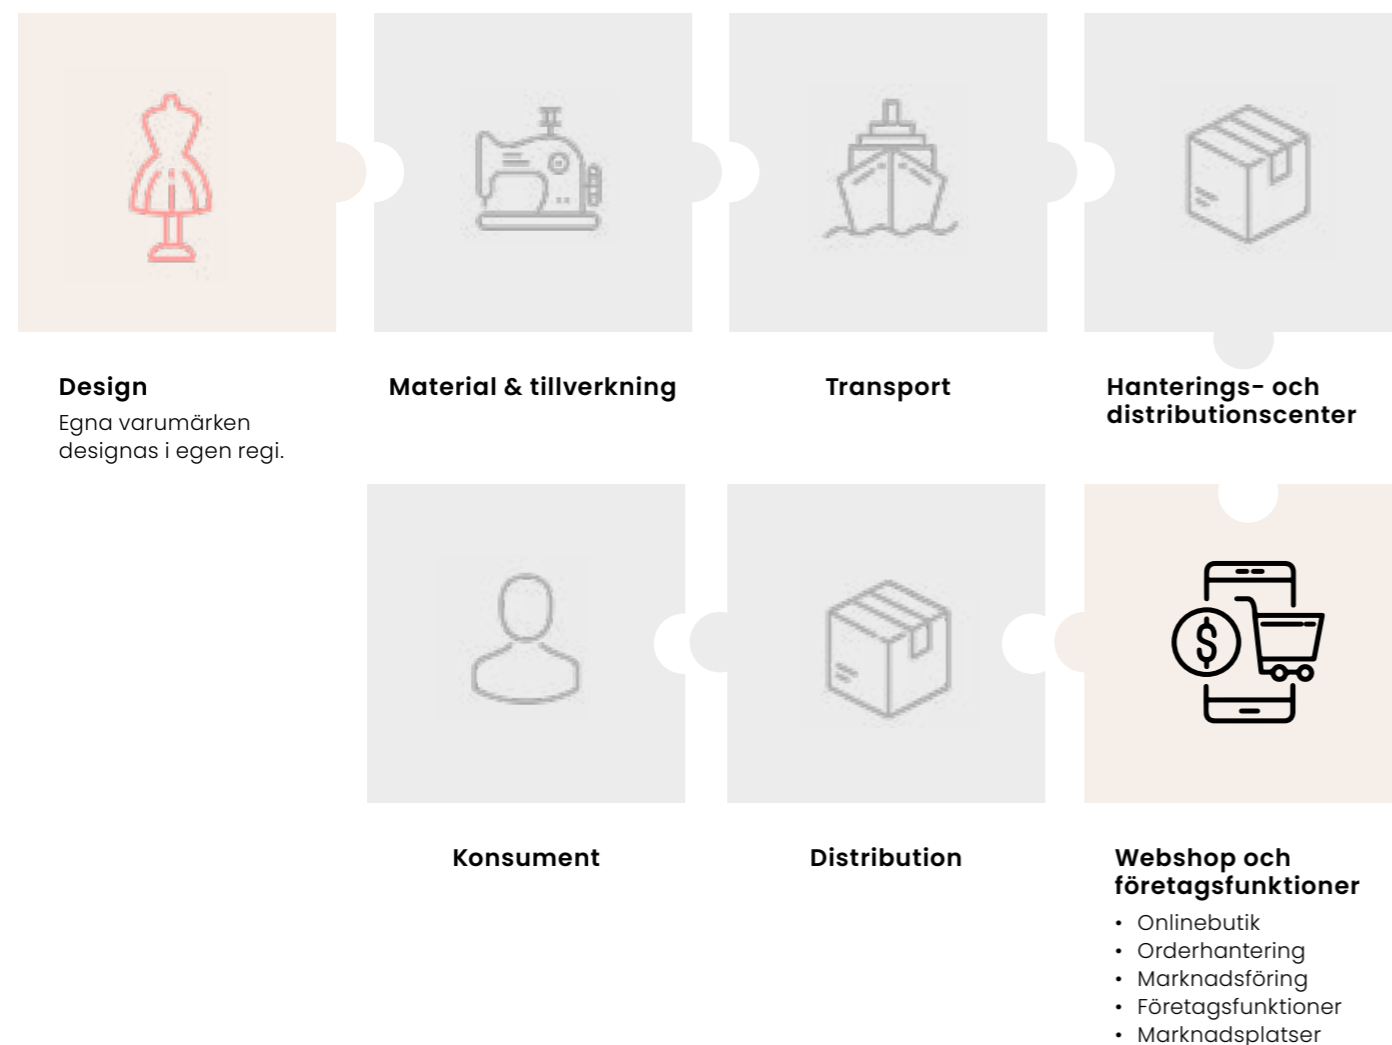 Design
Egna varumärken
designas i egen regi.
Material & tillverkning
Transport
Hanterings- och
distributionscenter
Konsument
Distribution
Webshop och
företagsfunktioner
• Onlinebutik
• Orderhantering
• Marknadsföring
• Företagsfunktioner
• Marknadsplatser